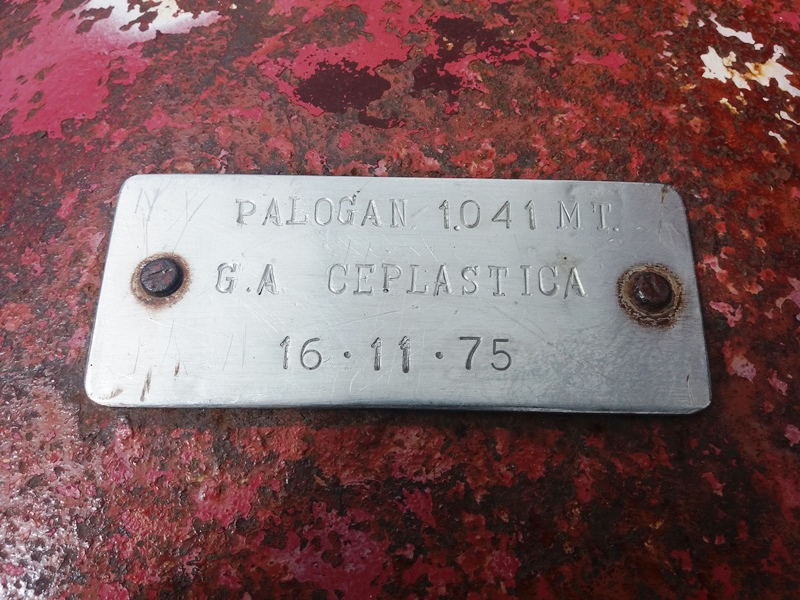 PALOGAN 1.041 MT.
G.A CEPLASTICA
16·11·75